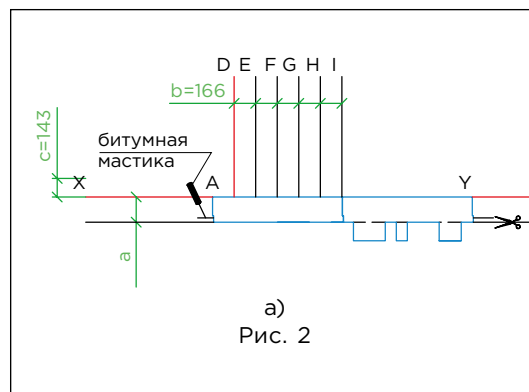 D E F G H I
b=166
c=143
битумная
мастика
X A Y
a
а)
Рис. 2